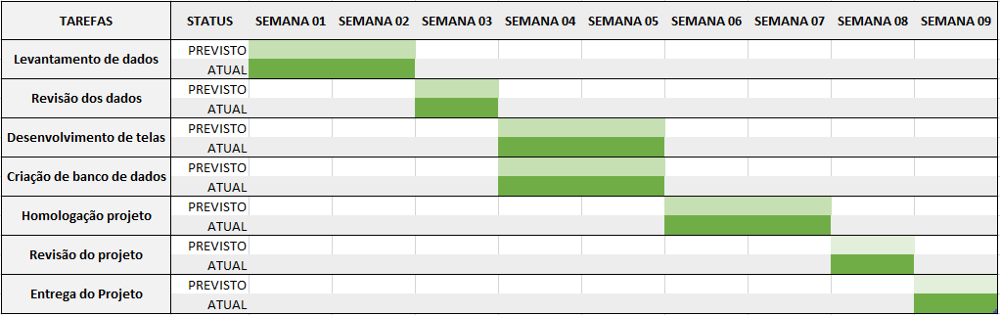 TAREFAS STATUS SEMANA 01 SEMANA 02 SEMANA 03 SEMANA 04 SEMANA 05 SEMANA 06 SEMANA 07 SEMANA 08 SEMANA 09
Levantamento de dados
PREVISTO
ATUAL
Revisão dos dados
PREVISTO
ATUAL
Desenvolvimento de telas
PREVISTO
ATUAL
Criação de banco de dados
PREVISTO
ATUAL
Homologação projeto
PREVISTO
ATUAL
Revisão do projeto
PREVISTO
ATUAL
Entrega do Projeto
PREVISTO
ATUAL